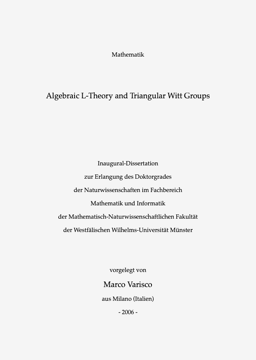 Mathematik
Algebraic L-Theory and Triangular Witt Groups
Inaugural-Dissertation
zur Erlangung des Doktorgrades
der Naturwissenschaften im Fachbereich
Mathematik und Informatik
der Mathematisch-Naturwissenschaftlichen Fakultät
der Westfälischen Wilhelms-Universität Münster
vorgelegt von
Marco Varisco
aus Milano (Italien)
- 2006 -